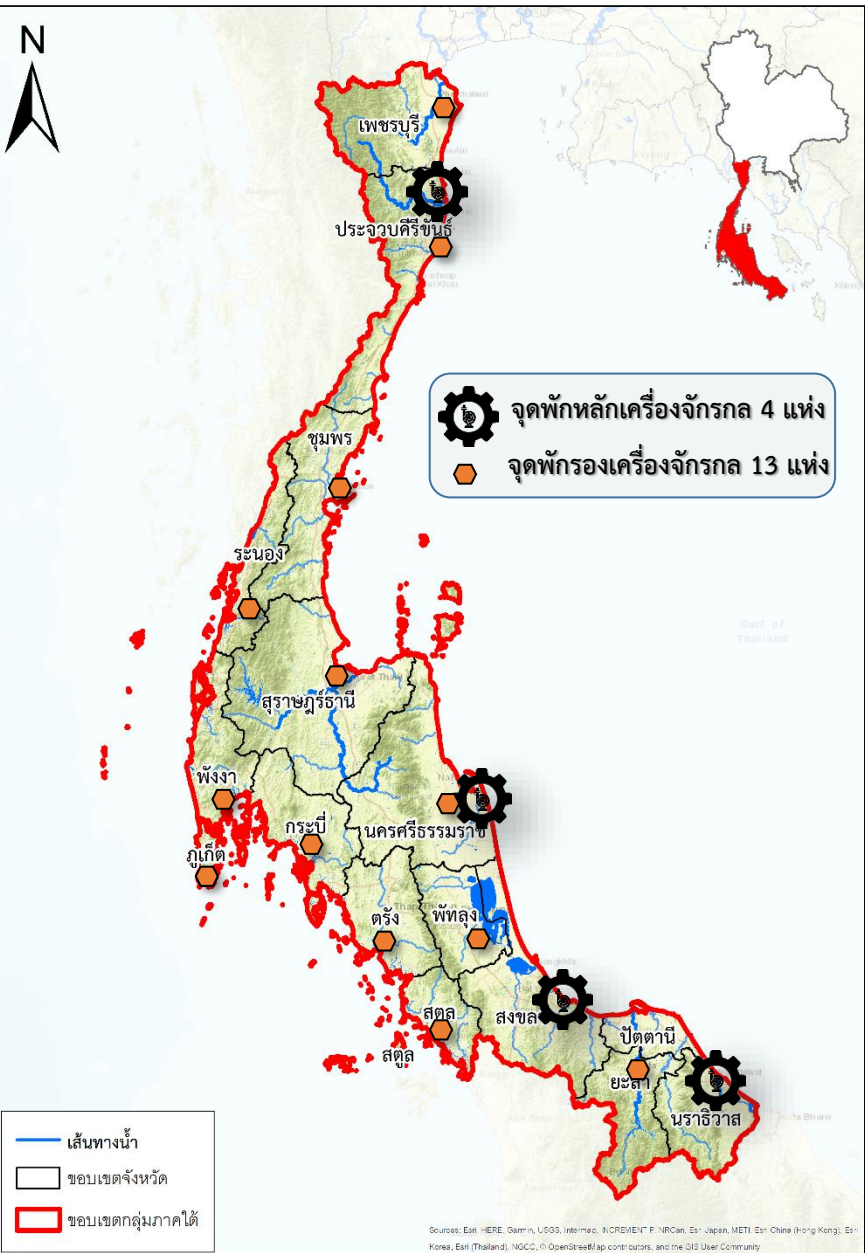 N
เพชรบุรี
ประจวบคีรีขันธ์
จุดพักหลักเครื่องจักรกล 4 แห่ง
จุดพักรองเครื่องจักรกล 13 แห่ง
ชุมพร
ระนอง
Gulf of
Thailand
สุราษฎร์ธานี
พังงา
กระบี่
นครศรีธรรมราช
ภูเก็ต
ตรัง
พัทลุง
สตูล
สงขล
สตูล
ปัตตานี
ยะลา
นราธิวาส
เส้นทางน้ำ
ขอบเขตจังหวัด
ขอบเขตกลุ่มภาคใต้
Sources: Esri, HERE, Garmin, USGS, Intermap, INCREMENT P, NRCan, Esri Japan, METI, Esri China (Hong Kong), Esri
Korea, Esri (Thailand), NGCC, © OpenStreetMap contributors, and the GIS User Community